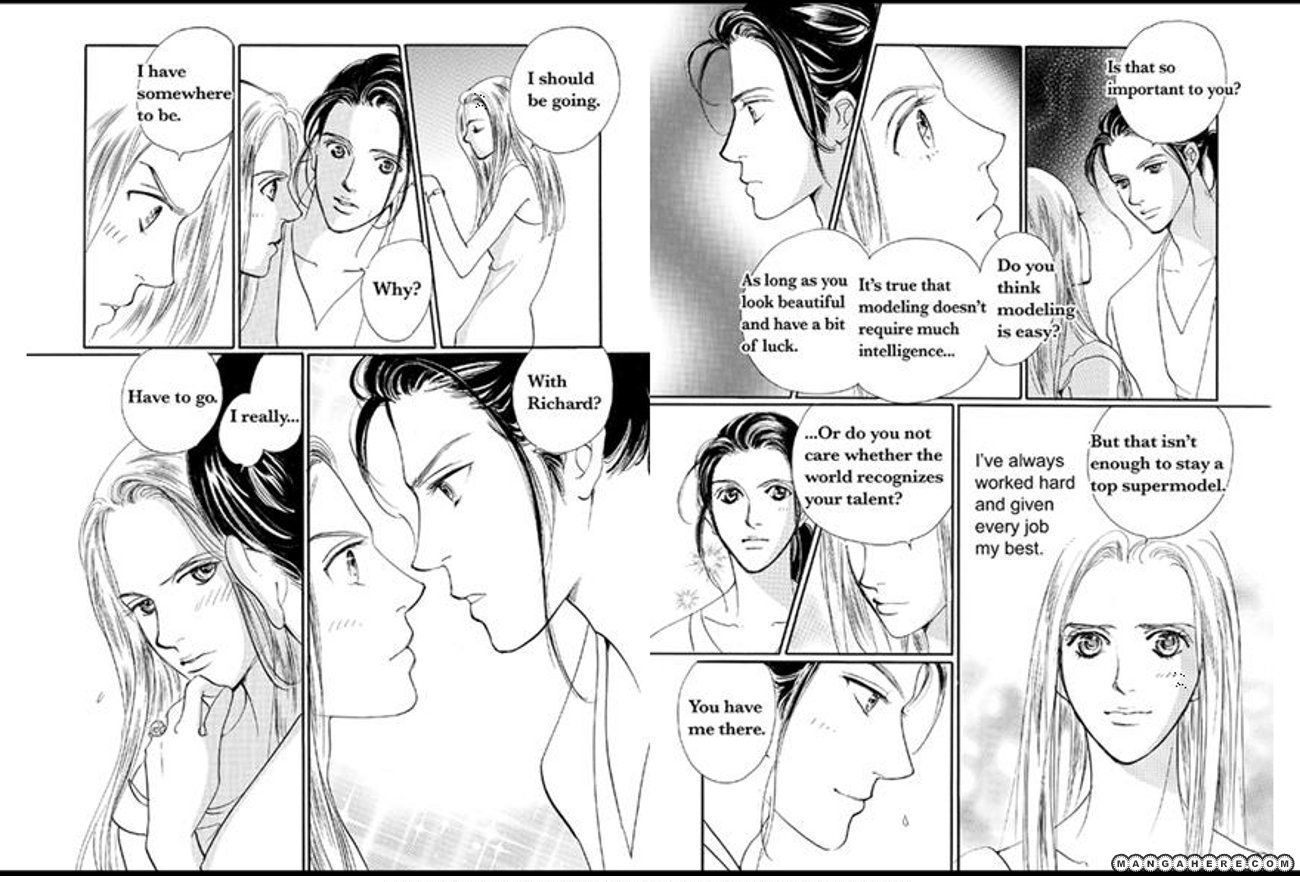 Is that so
important to you?
Do you
think
modeling
is easy?
It's true that
modeling doesn't
require much
intelligence...
As long as you
look beautiful
and have a bit
of luck.
But that isn't
enough to stay a
top supermodel.
I've always
worked hard
and given
every job
my best.
...Or do you not
care whether the
world recognizes
your talent?
You have
me there.
I should
be going.
Why?
I have
somewhere
to be.
With
Richard?
I really...
Have to go.
MANGAHERE.COM